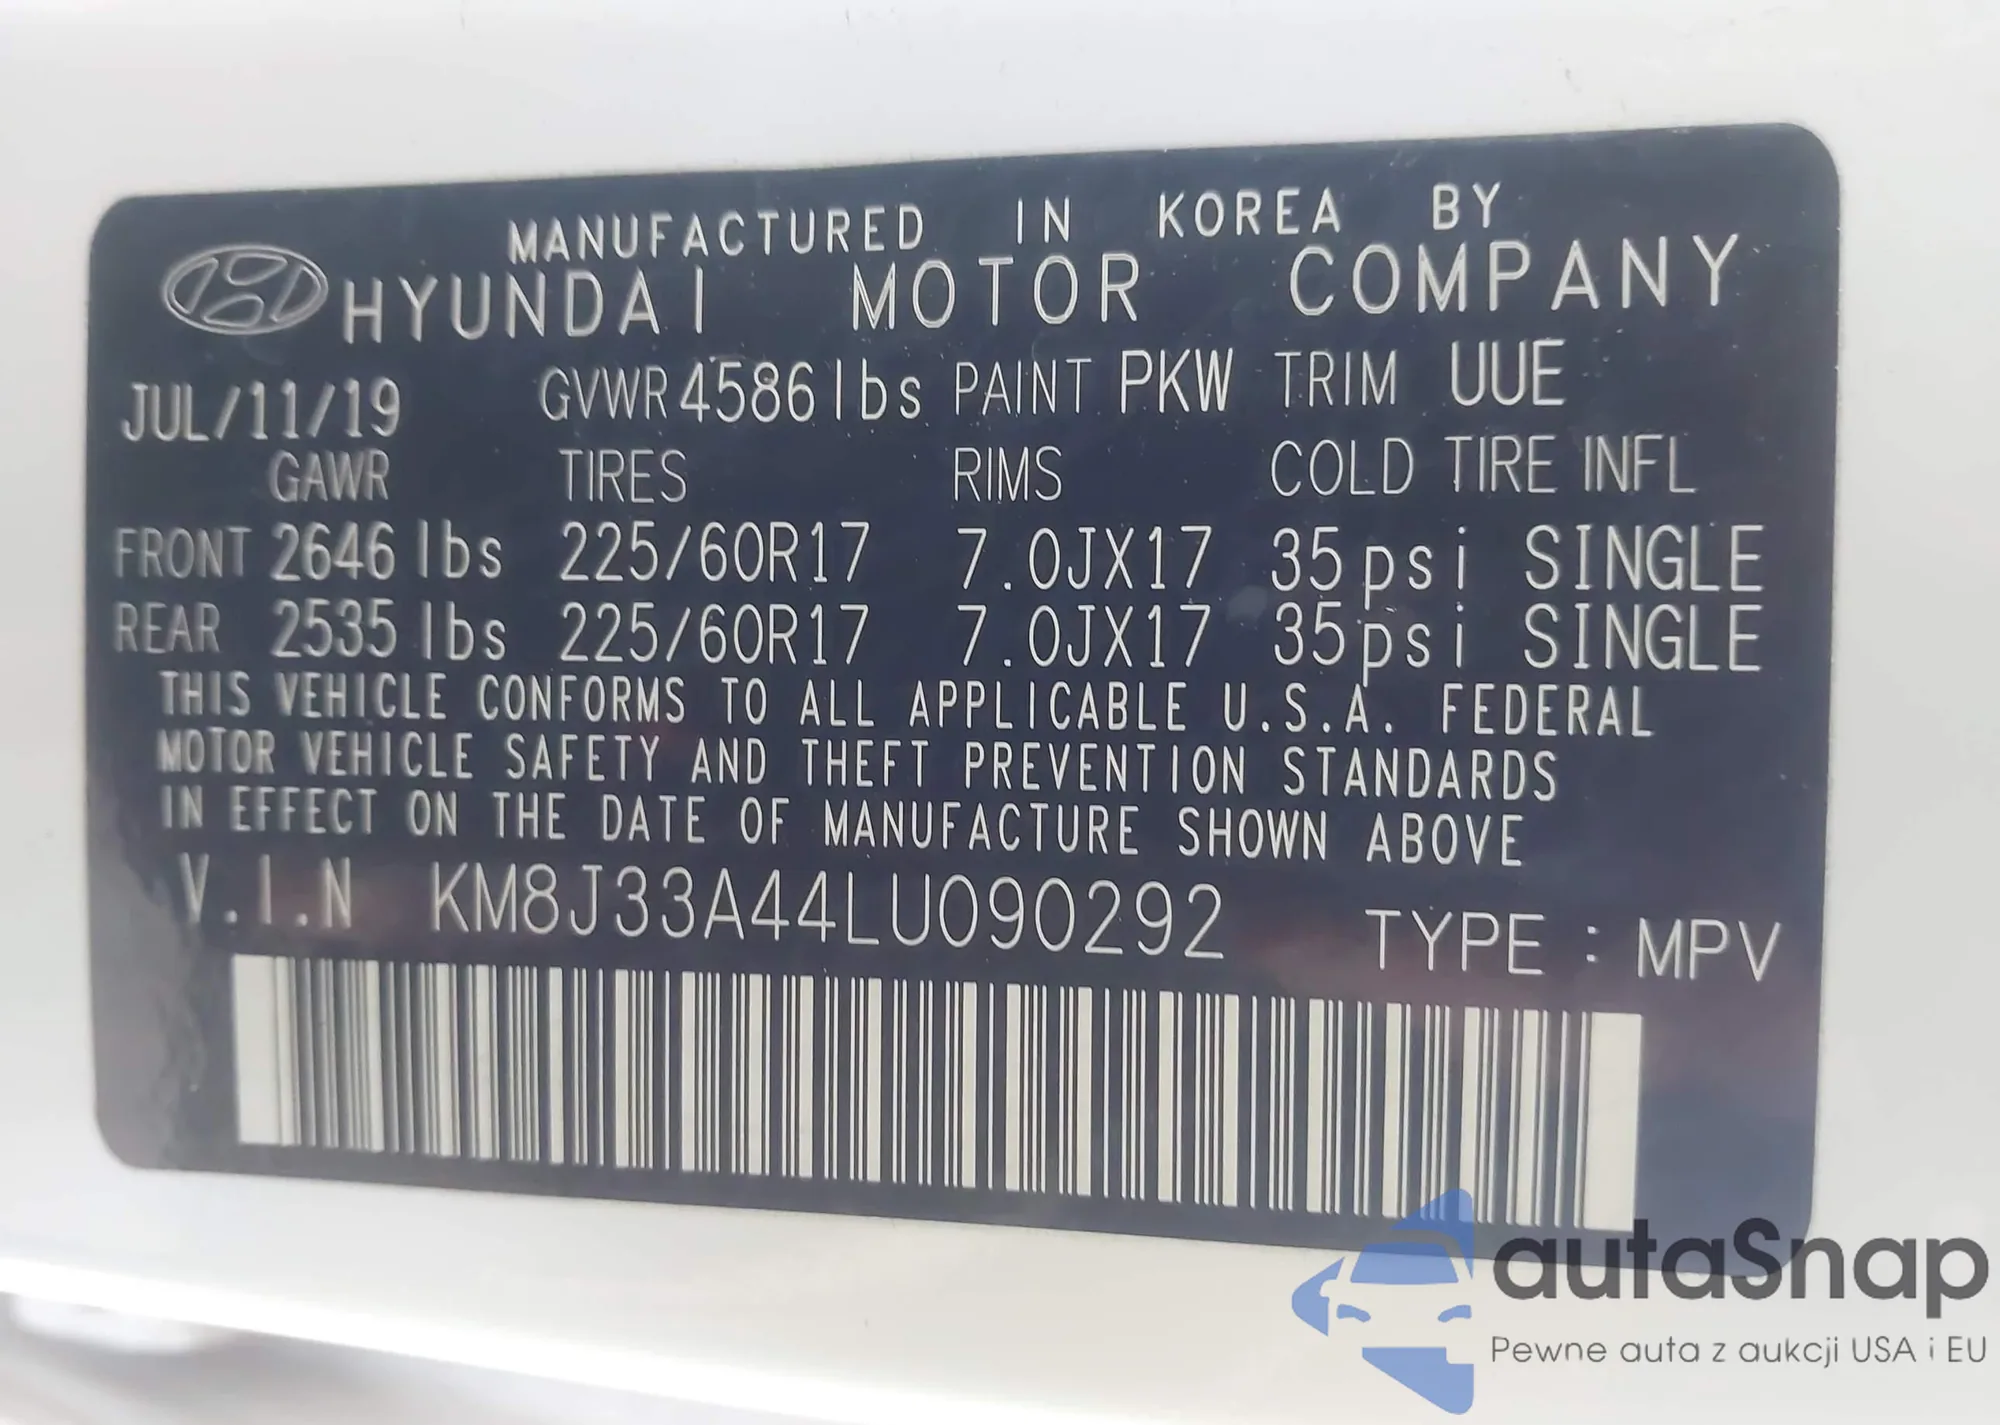 MANUFACTURED IN KOREA BY
HYUNDAI MOTOR COMPANY
JUL/11/19 GVWR 4586 lbs PAINT PKW TRIM UUE
GAWR TIRES RIMS COLD TIRE INFL
FRONT 2646 lbs 225/60R17 7.0JX17 35psi SINGLE
REAR 2535 lbs 225/60R17 7.0JX17 35psi SINGLE
THIS VEHICLE CONFORMS TO ALL APPLICABLE U.S.A. FEDERAL
MOTOR VEHICLE SAFETY AND THEFT PREVENTION STANDARDS
IN EFFECT ON THE DATE OF MANUFACTURE SHOWN ABOVE
V.I.N KM8J33A44LU090292 TYPE : MPV
autaSnap
Pewne auta z aukcji USA i EU